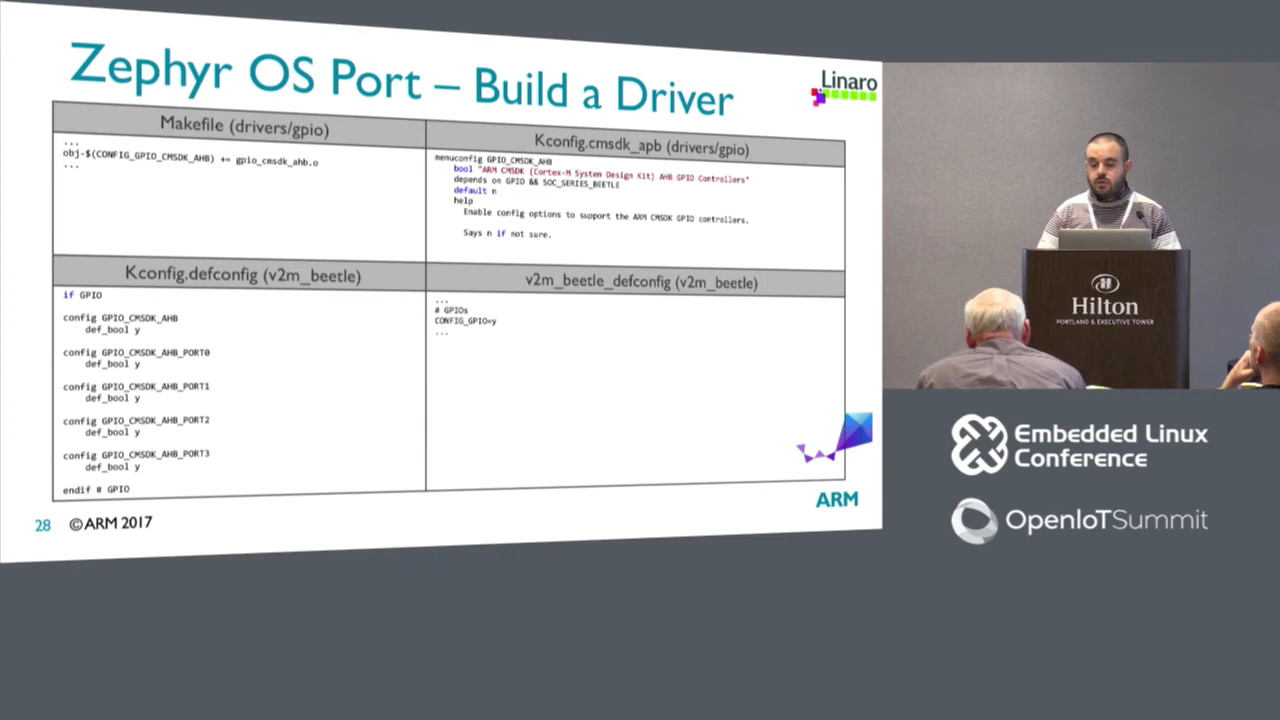 Zephyr OS Port – Build a Driver
Linaro
Makefile (drivers/gpio)
...
obj-$(CONFIG_GPIO_CMSDK_AHB) += gpio_cmsdk_ahb.o
...
Kconfig.cmsdk_apb (drivers/gpio)
menuconfig GPIO_CMSDK_AHB
bool "ARM CMSDK (Cortex-M System Design Kit) AHB GPIO Controllers"
depends on GPIO && SOC_SERIES_BEETLE
default n
help
Enable config options to support the ARM CMSDK GPIO controllers.
Says n if not sure.
Kconfig.defconfig (v2m_beetle)
if GPIO
config GPIO_CMSDK_AHB
def_bool y
config GPIO_CMSDK_AHB_PORT0
def_bool y
config GPIO_CMSDK_AHB_PORT1
def_bool y
config GPIO_CMSDK_AHB_PORT2
def_bool y
config GPIO_CMSDK_AHB_PORT3
def_bool y
endif # GPIO
v2m_beetle_defconfig (v2m_beetle)
...
# GPIOs
CONFIG_GPIO=y
...
ARM
28 © ARM 2017
Hilton
PORTLAND & EXECUTIVE TOWER
Embedded Linux
Conference
OpenIoTSummit